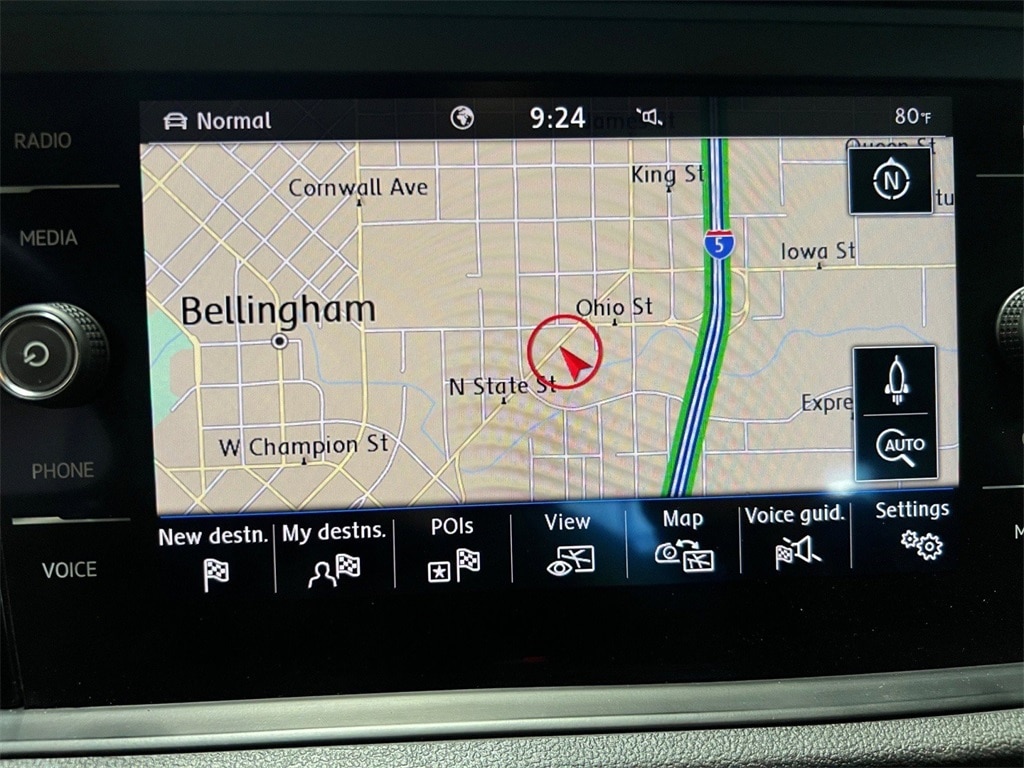 RADIO
MEDIA
PHONE
VOICE
Normal
9:24
80°F
King St
N
Cornwall Ave
5
Iowa St
Bellingham
Ohio St
N State St
Expre
AUTO
W Champion St
New destn.
My destns.
POIs
View
Map
Voice guid.
Settings
M